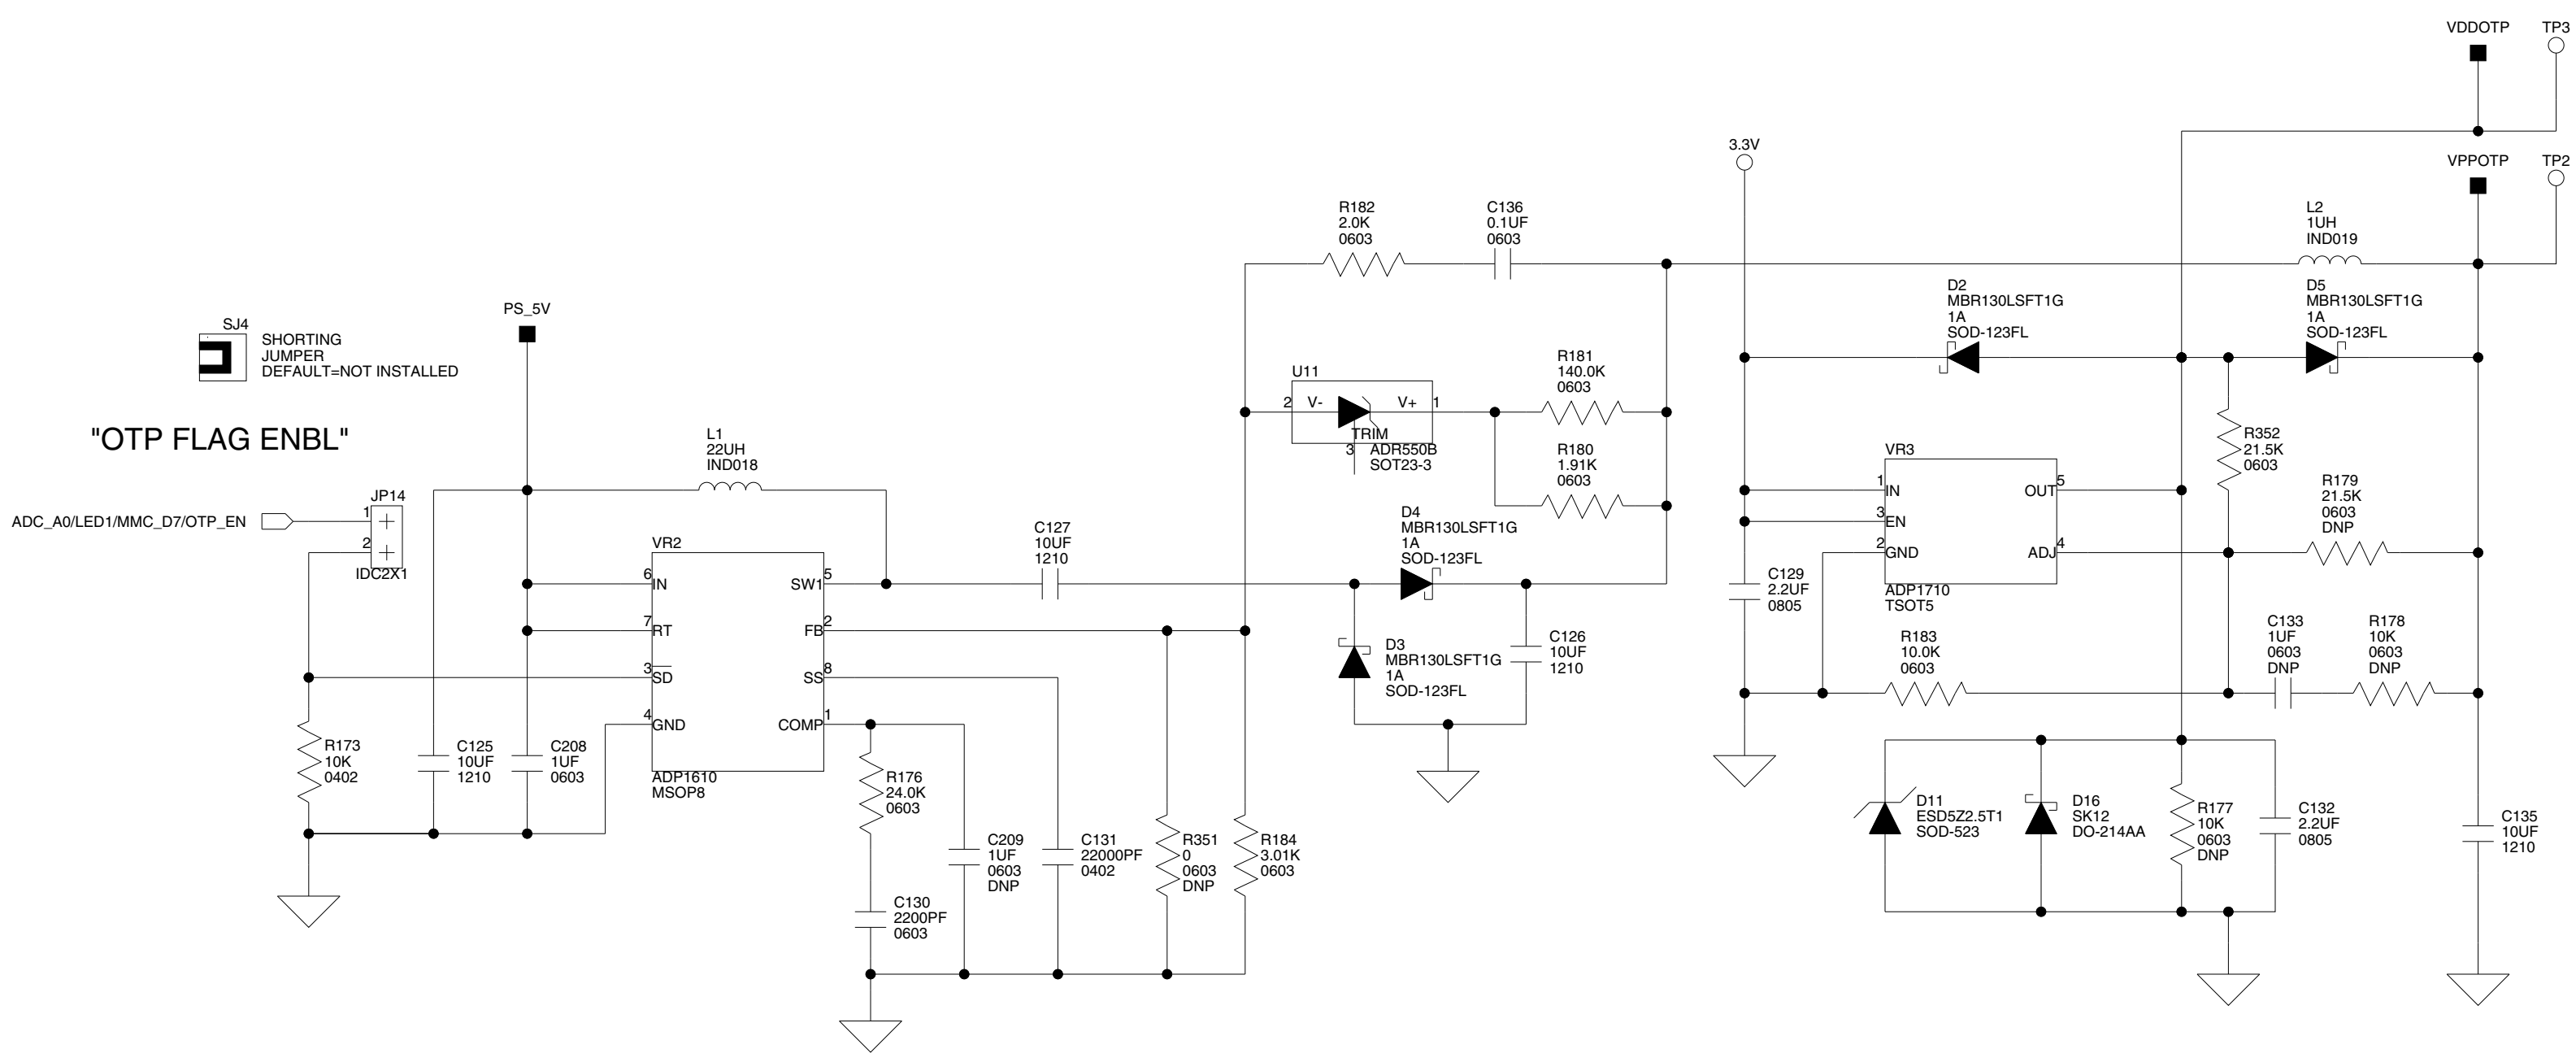 VDDOTP
TP3
3.3V
VPPOTP
TP2
R182
2.0K
0603
C136
0.1UF
0603
L2
1UH
IND019
D2
MBR130LSFT1G
1A
SOD-123FL
D5
MBR130LSFT1G
1A
SOD-123FL
PS_5V
SJ4
SHORTING
JUMPER
DEFAULT=NOT INSTALLED
"OTP FLAG ENBL"
U11
2 V- V+ 1
TRIM
3
ADR550B
SOT23-3
R181
140.0K
0603
R180
1.91K
0603
L1
22UH
IND018
R352
21.5K
0603
VR3
1 IN
3 EN
2 GND
OUT 5
ADJ 4
ADP1710
TSOT5
R179
21.5K
0603
DNP
JP14
1
2
IDC2X1
ADC_A0/LED1/MMC_D7/OTP_EN
C127
10UF
1210
D4
MBR130LSFT1G
1A
SOD-123FL
VR2
6 IN
7 RT
3 SD
4 GND
SW1 5
FB 2
SS 8
COMP 1
ADP1610
MSOP8
C129
2.2UF
0805
D3
MBR130LSFT1G
1A
SOD-123FL
C126
10UF
1210
R183
10.0K
0603
C133
1UF
0603
DNP
R178
10K
0603
DNP
R173
10K
0402
C125
10UF
1210
C208
1UF
0603
R176
24.0K
0603
C209
1UF
0603
DNP
C131
22000PF
0402
R351
0
0603
DNP
R184
3.01K
0603
C130
2200PF
0603
D11
ESD5Z2.5T1
SOD-523
D16
SK12
DO-214AA
R177
10K
0603
DNP
C132
2.2UF
0805
C135
10UF
1210